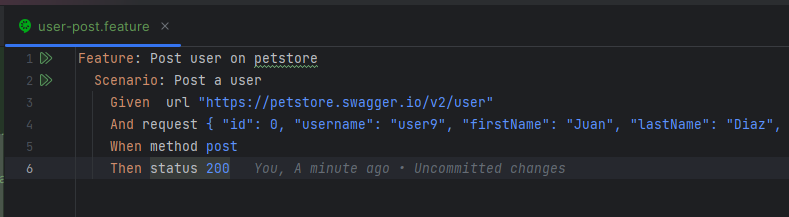 user-post.feature ×
1 Feature: Post user on petstore
2 Scenario: Post a user
3 Given  url "https://petstore.swagger.io/v2/user"
4 And request { "id": 0, "username": "user9", "firstName": "Juan", "lastName": "Diaz",
5 When method post
6 Then status 200 You, A minute ago • Uncommitted changes